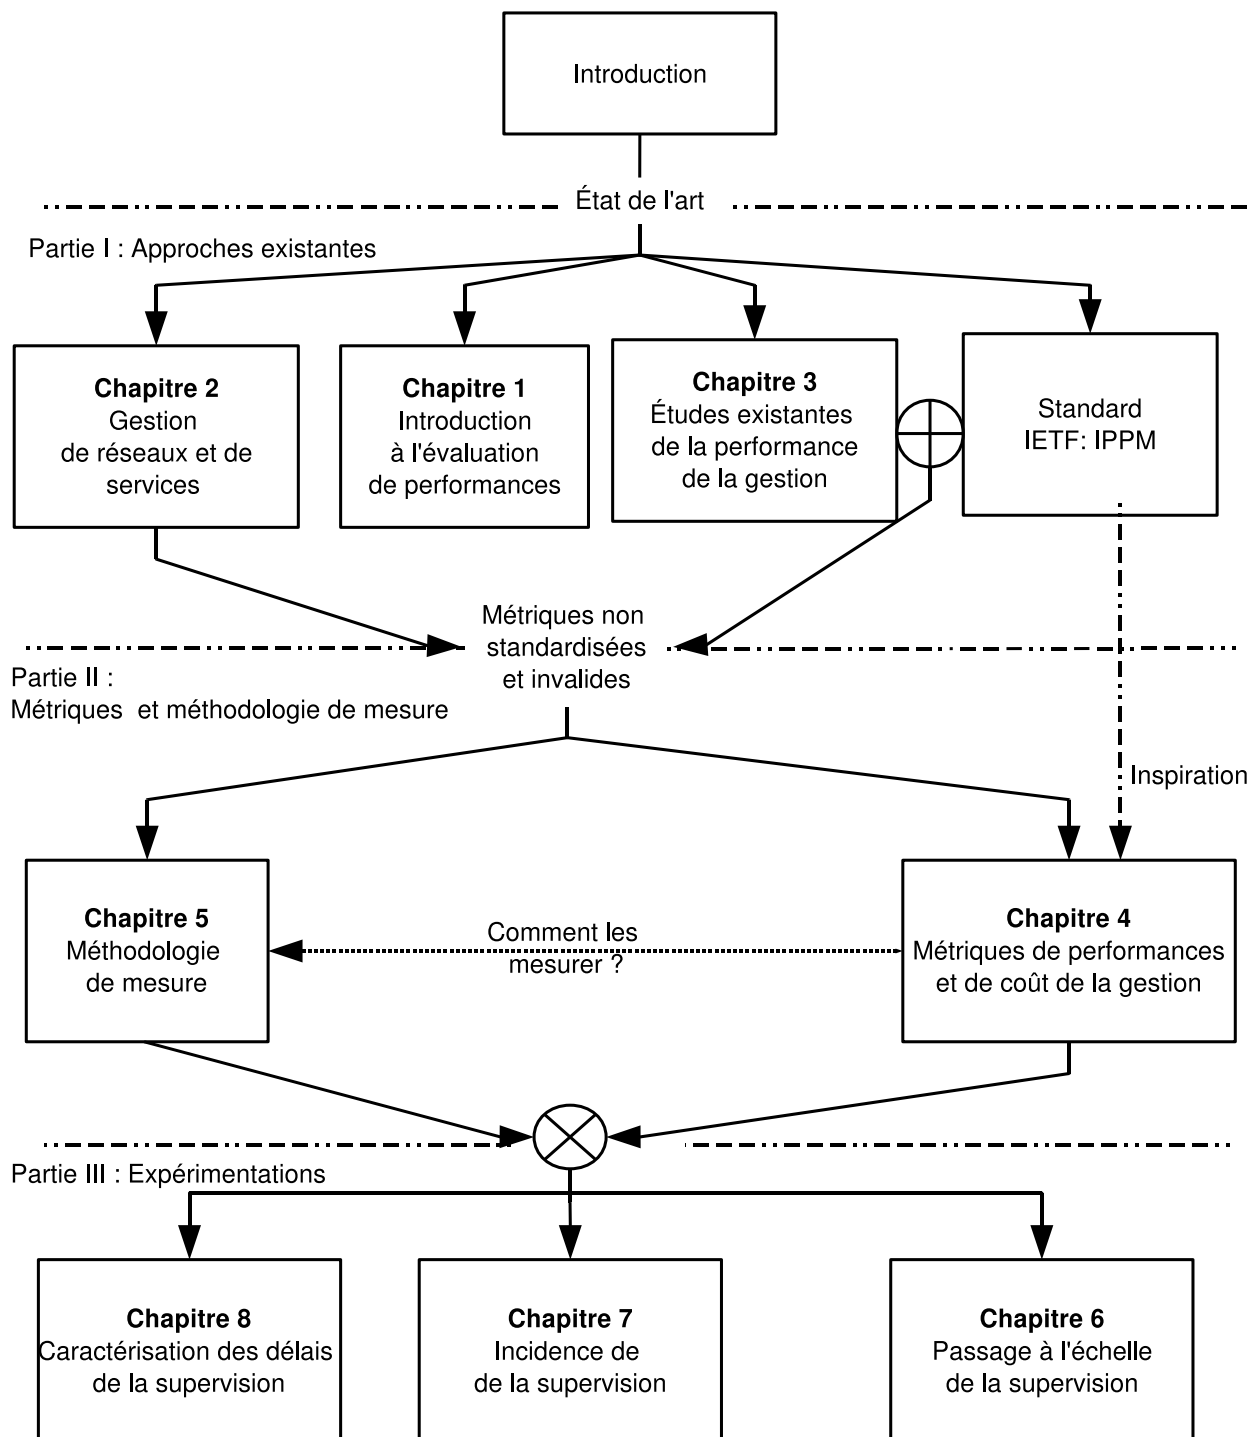 Introduction
État de l'art
Partie I : Approches existantes
Chapitre 2
Gestion
de réseaux et de
services
Chapitre 1
Introduction
à l'évaluation
de performances
Chapitre 3
Études existantes
de la performance
de la gestion
Standard
IETF: IPPM
Métriques non
standardisées
et invalides
Partie II :
Métriques et méthodologie de mesure
Inspiration
Chapitre 5
Méthodologie
de mesure
Comment les
mesurer ?
Chapitre 4
Métriques de performances
et de coût de la gestion
Partie III : Expérimentations
Chapitre 8
Caractérisation des délais
de la supervision
Chapitre 7
Incidence de
de la supervision
Chapitre 6
Passage à l'échelle
de la supervision